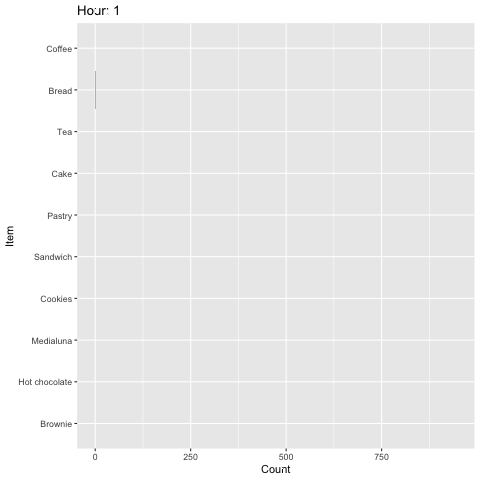 Hour: 1
Coffee
Bread
Tea
Cake
Pastry
Sandwich
Cookies
Medialuna
Hot chocolate
Brownie
Item
0 250 500 750
Count